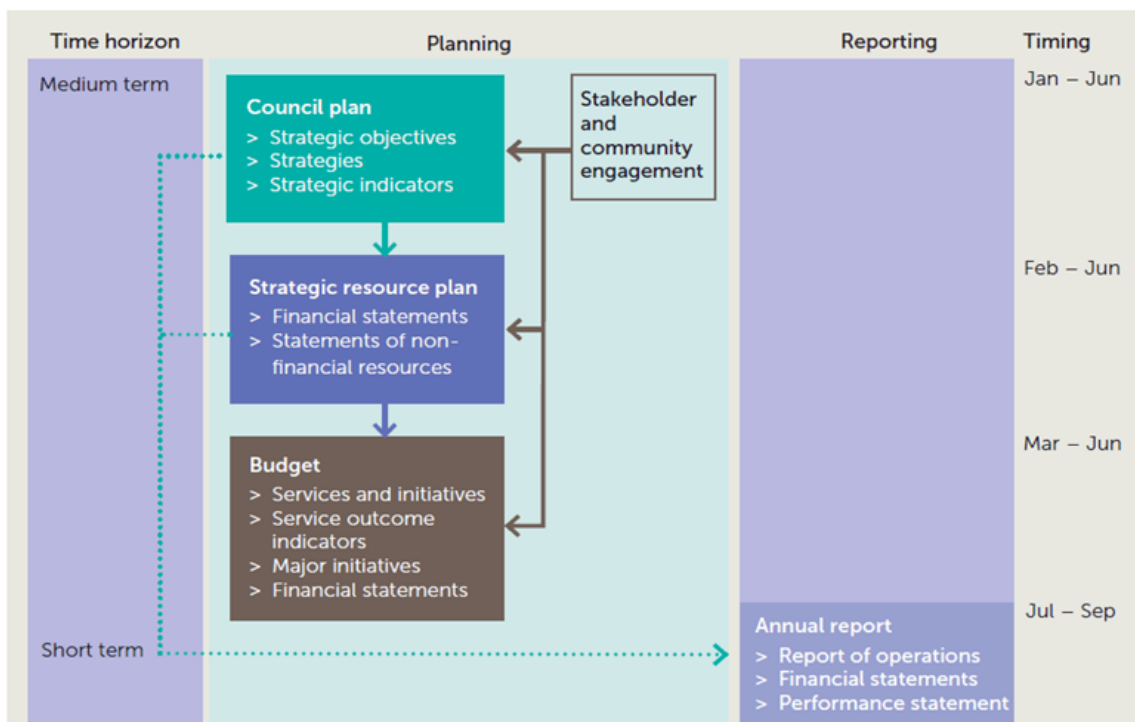 Time horizon
Planning
Reporting
Timing
Medium term
Jan – Jun
Council plan
> Strategic objectives
> Strategies
> Strategic indicators
Stakeholder
and
community
engagement
Feb – Jun
Strategic resource plan
> Financial statements
> Statements of non-
financial resources
Mar – Jun
Budget
> Services and initiatives
> Service outcome
indicators
> Major initiatives
> Financial statements
Jul – Sep
Short term
Annual report
> Report of operations
> Financial statements
> Performance statement